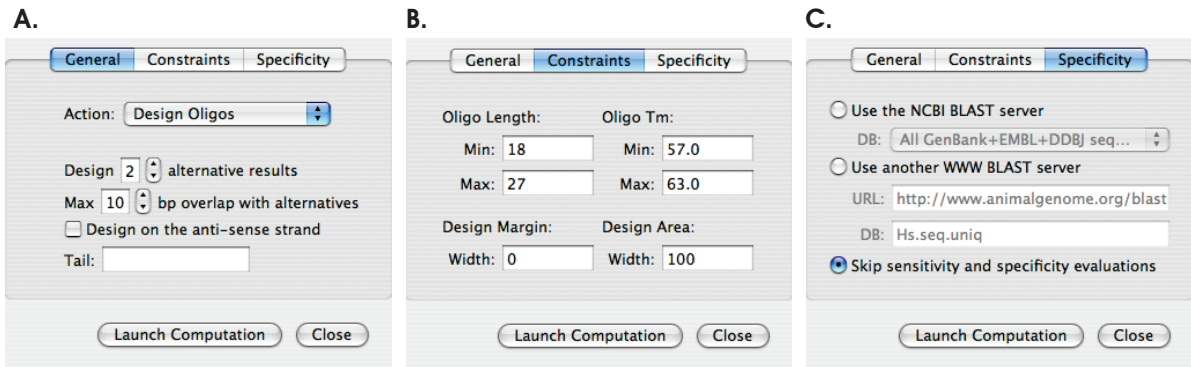 A.
General Constraints Specificity
Action: Design Oligos
Design 2 alternative results
Max 10 bp overlap with alternatives
Design on the anti-sense strand
Tail:
Launch Computation Close
B.
General Constraints Specificity
Oligo Length: Oligo Tm:
Min: 18 Min: 57.0
Max: 27 Max: 63.0
Design Margin: Design Area:
Width: 0 Width: 100
Launch Computation Close
C.
General Constraints Specificity
Use the NCBI BLAST server
DB: All GenBank+EMBL+DDBJ seq...
Use another WWW BLAST server
URL: http://www.animalgenome.org/blast
DB: Hs.seq.uniq
Skip sensitivity and specificity evaluations
Launch Computation Close